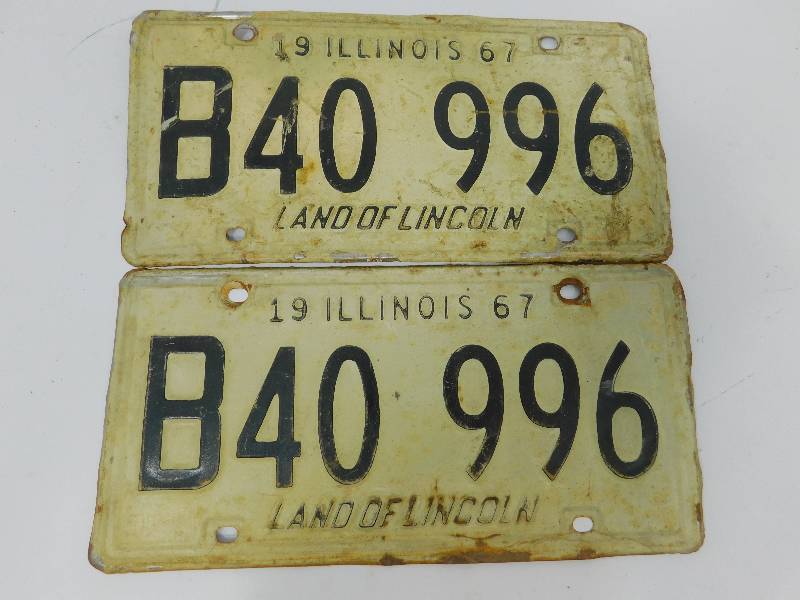 19 ILLINOIS 67
B40 996
LAND OF LINCOLN
19 ILLINOIS 67
B40 996
LAND OF LINCOLN